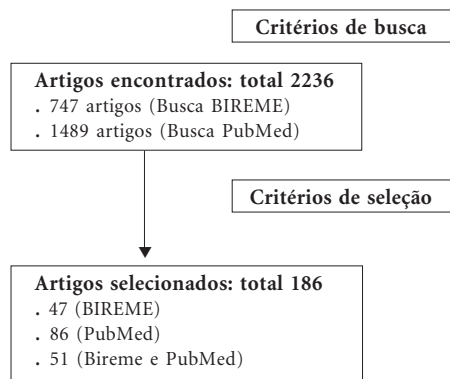 Critérios de busca
Artigos encontrados: total 2236
. 747 artigos (Busca BIREME)
. 1489 artigos (Busca PubMed)
Critérios de seleção
Artigos selecionados: total 186
. 47 (BIREME)
. 86 (PubMed)
. 51 (Bireme e PubMed)